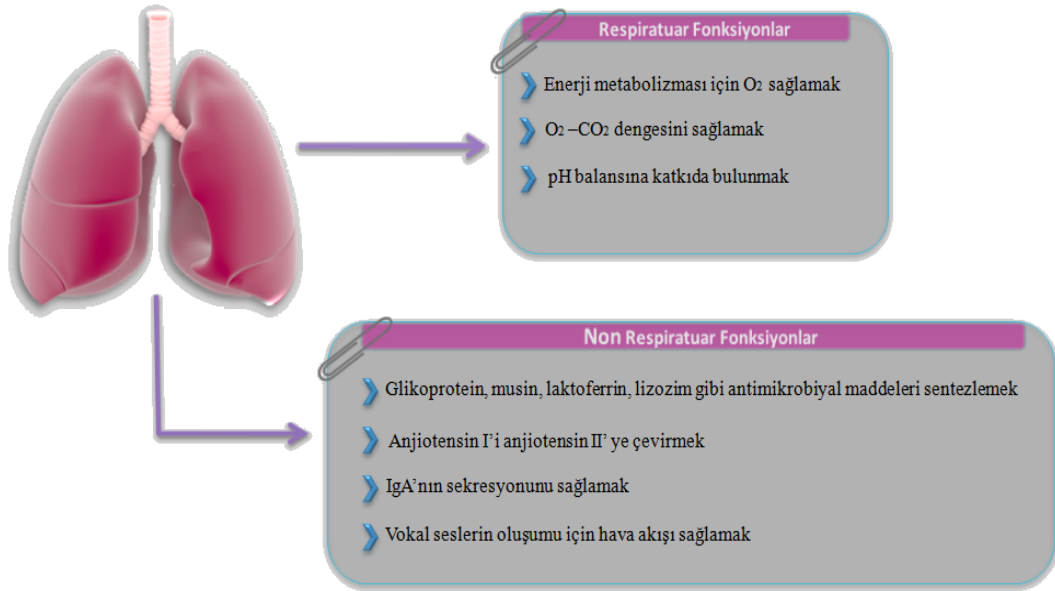 Respiratuar Fonksiyonlar
Enerji metabolizması için O₂ sağlamak
O₂ –CO₂ dengesini sağlamak
pH balansına katkıda bulunmak
Non Respiratuar Fonksiyonlar
Glikoprotein, musin, laktoferrin, lizozim gibi antimikrobiyal maddeleri sentezlemek
Anjiotensin I’i anjiotensin II’ ye çevirmek
IgA’nın sekresyonunu sağlamak
Vokal seslerin oluşumu için hava akışı sağlamak